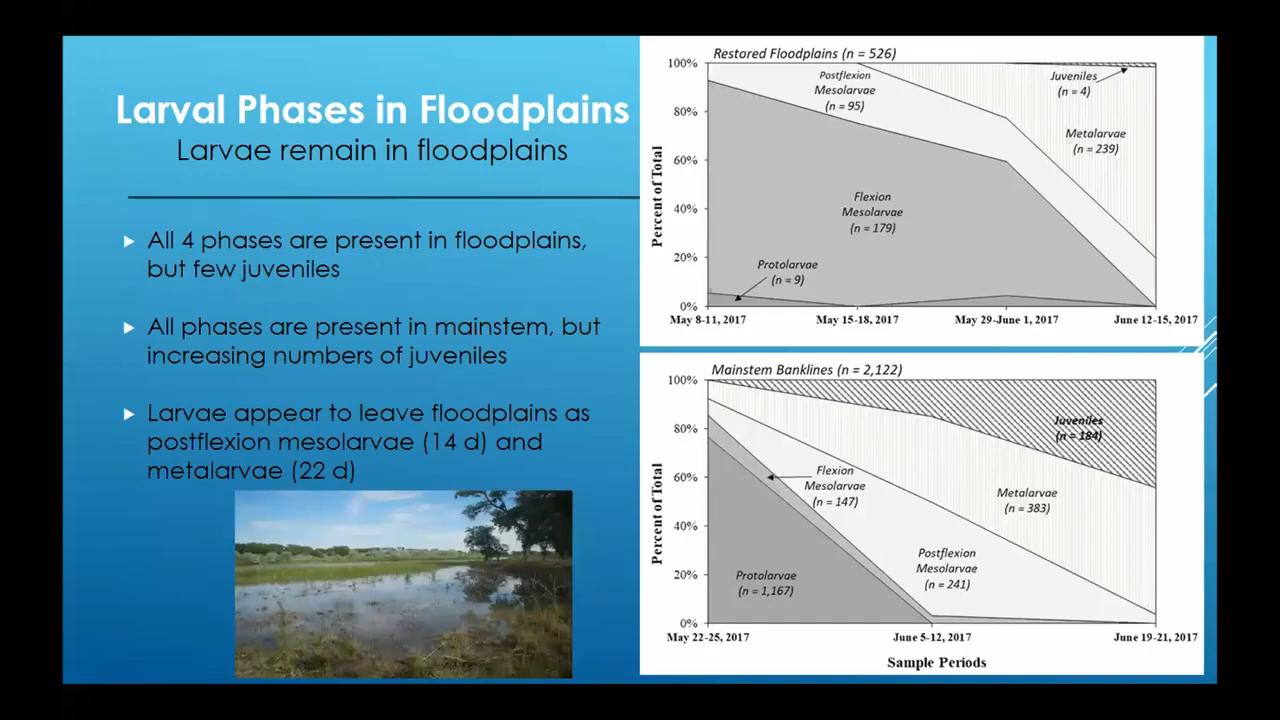 Larval Phases in Floodplains
Larvae remain in floodplains
All 4 phases are present in floodplains,
but few juveniles
All phases are present in mainstem, but
increasing numbers of juveniles
Larvae appear to leave floodplains as
postflexion mesolarvae (14 d) and
metalarvae (22 d)
Restored Floodplains (n = 526)
Percent of Total
100%
80%
60%
40%
20%
0%
Postflexion
Mesolarvae
(n = 95)
Juveniles
(n = 4)
Metalarvae
(n = 239)
Flexion
Mesolarvae
(n = 179)
Protolarvae
(n = 9)
May 8-11, 2017
May 15-18, 2017
May 29-June 1, 2017
June 12-15, 2017
Mainstem Banklines (n = 2,122)
Percent of Total
100%
80%
60%
40%
20%
0%
Juveniles
(n = 184)
Flexion
Mesolarvae
(n = 147)
Metalarvae
(n = 383)
Postflexion
Mesolarvae
(n = 241)
Protolarvae
(n = 1,167)
May 22-25, 2017
June 5-12, 2017
June 19-21, 2017
Sample Periods